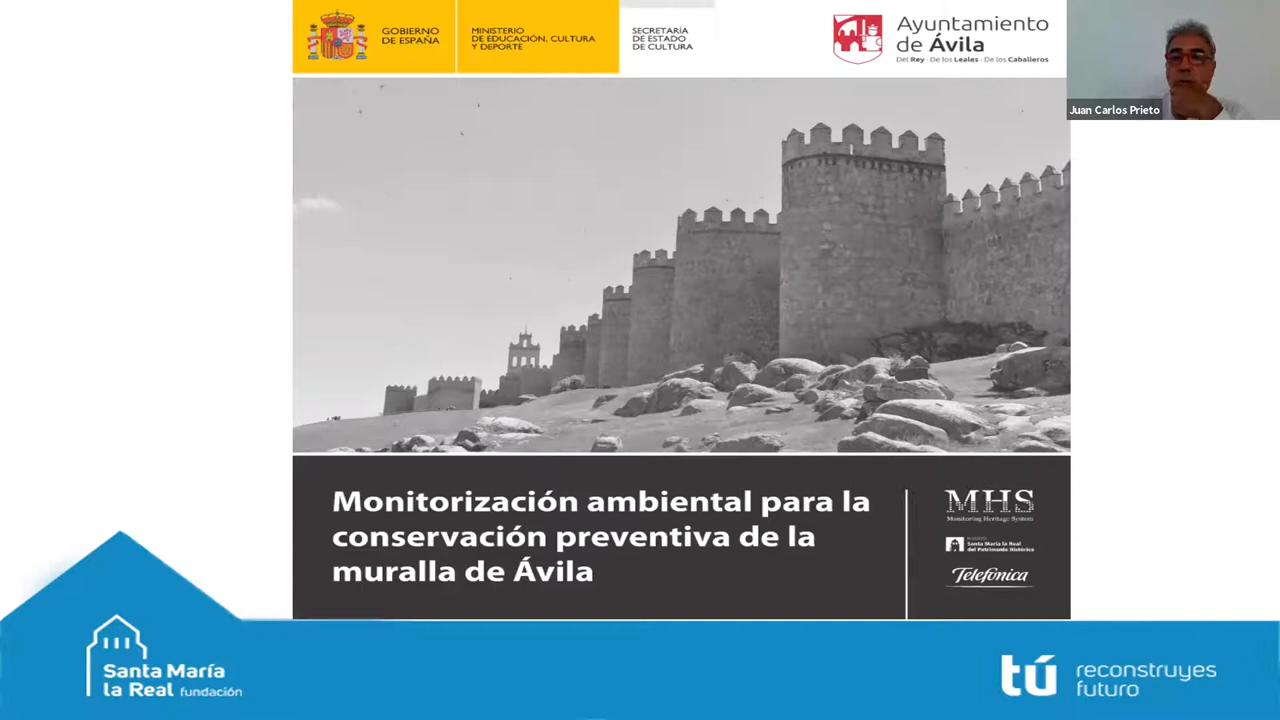 GOBIERNO
DE ESPAÑA
MINISTERIO
DE EDUCACIÓN, CULTURA
Y DEPORTE
SECRETARÍA
DE ESTADO
DE CULTURA
Ayuntamiento
de Ávila
Del Rey · De los Leales · De los Caballeros
Juan Carlos Prieto
Monitorización ambiental para la
conservación preventiva de la
muralla de Ávila
MHS
Monitoring Heritage System
Santa María la Real
del Patrimonio Histórico
Telefónica
Santa María
la Real fundación
tú reconstruyes
futuro